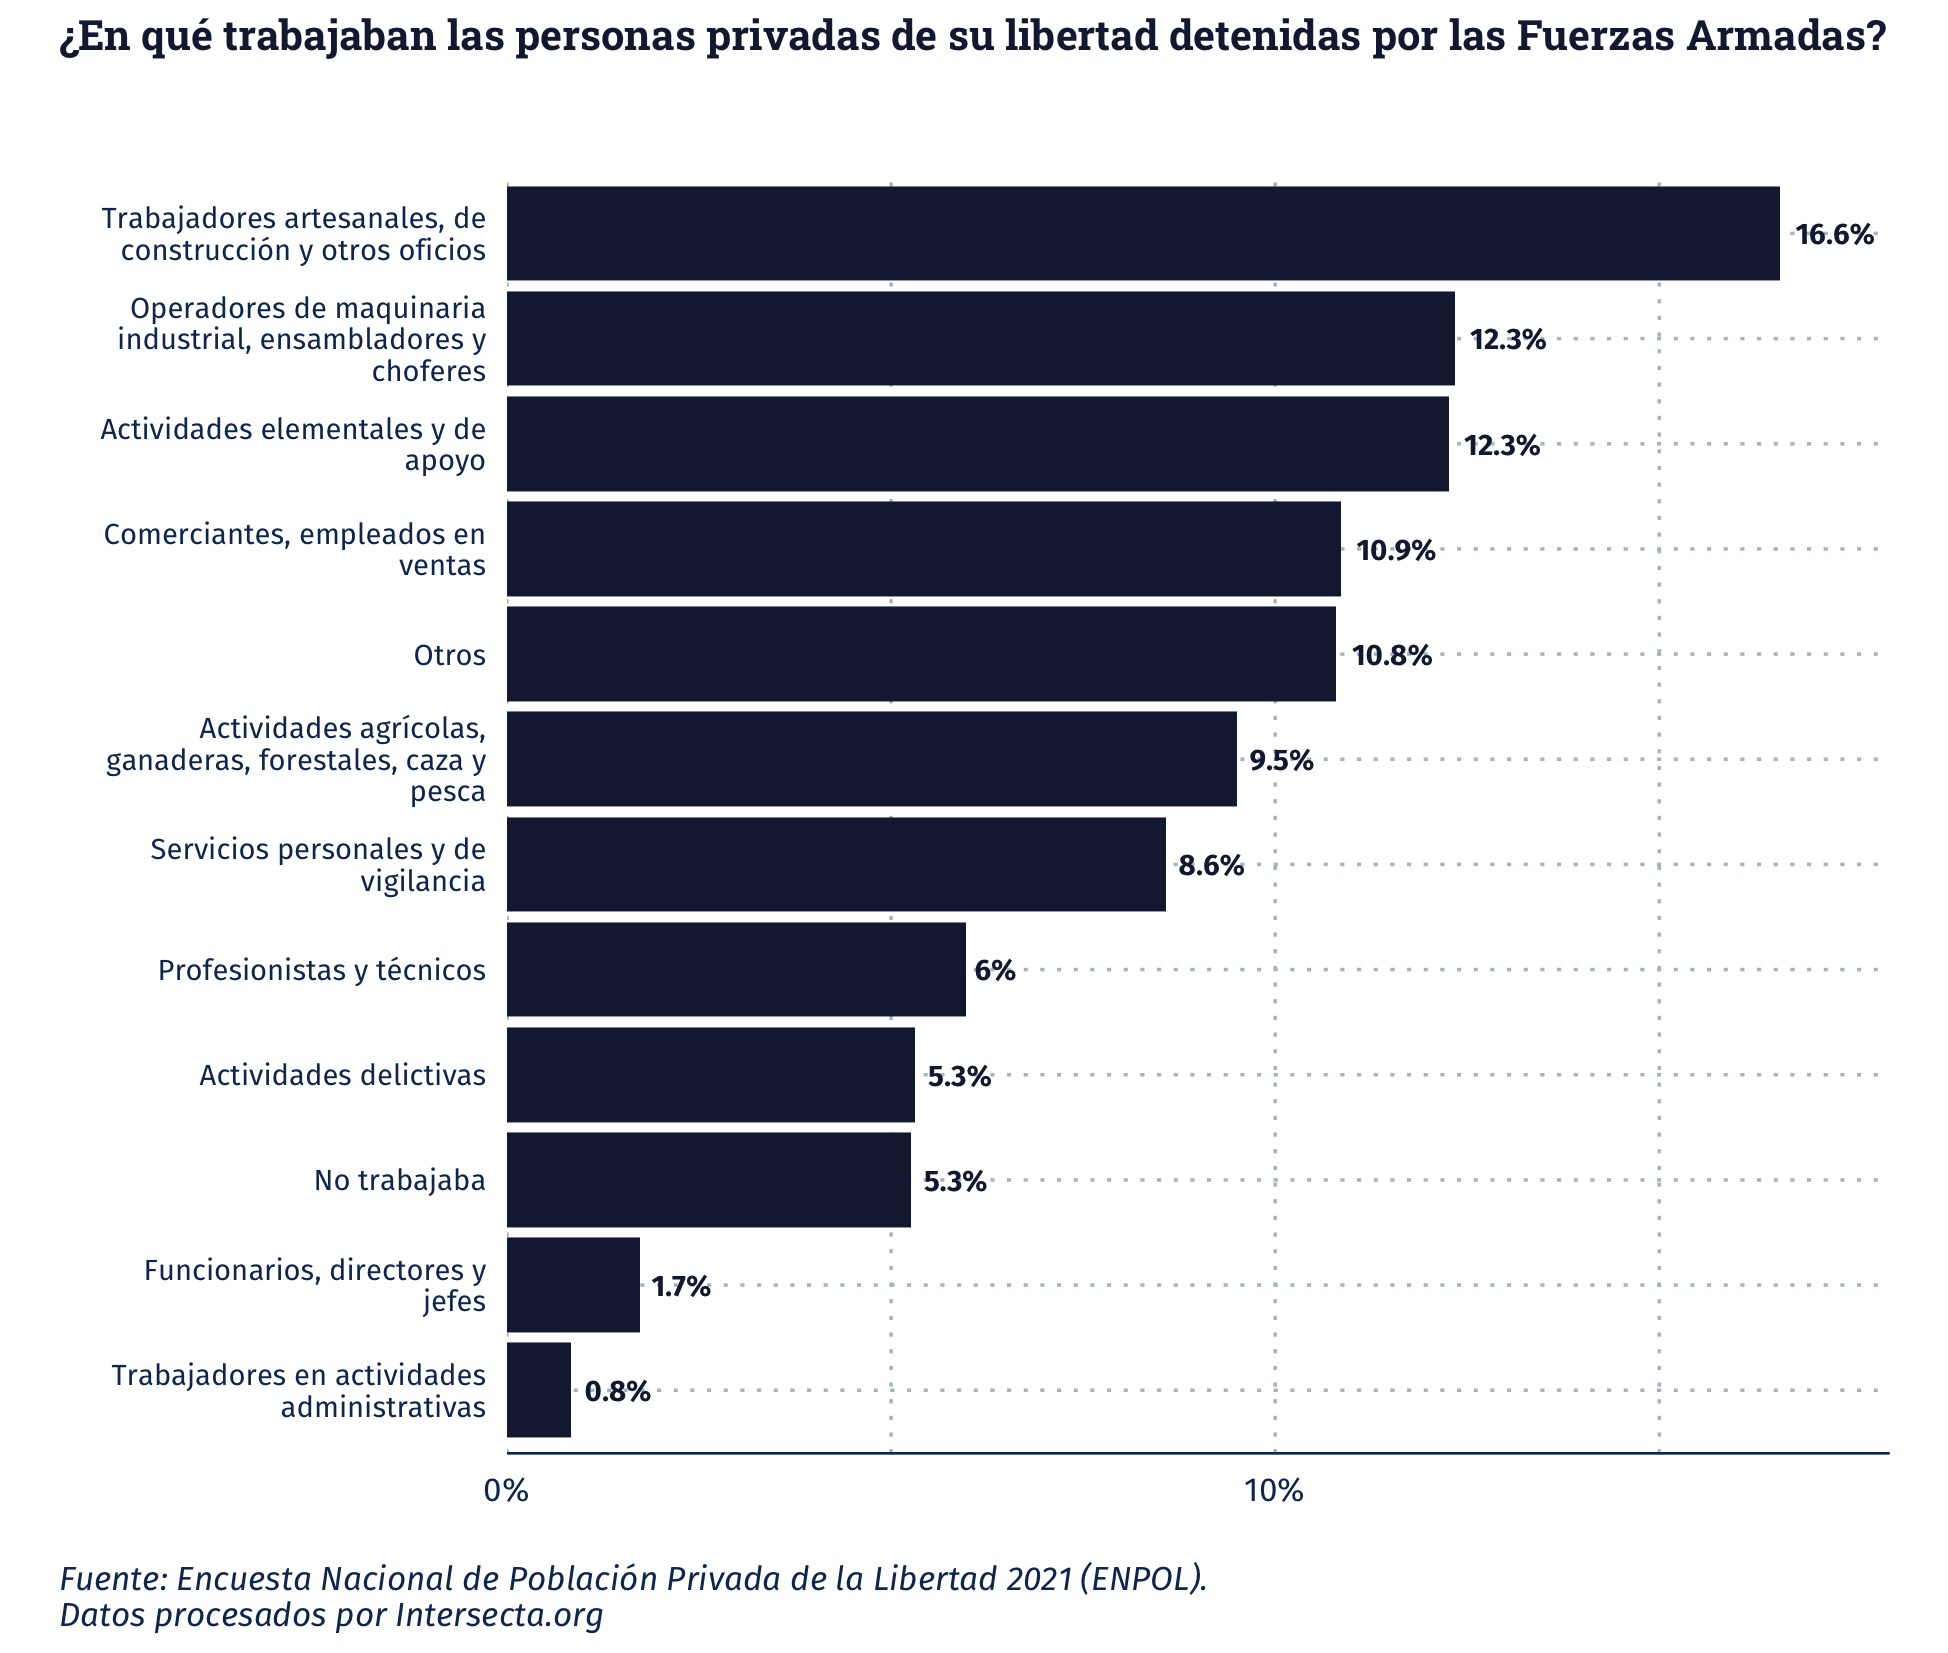 ¿En qué trabajaban las personas privadas de su libertad detenidas por las Fuerzas Armadas?
Trabajadores artesanales, de
construcción y otros oficios
16.6%
Operadores de maquinaria
industrial, ensambladores y
choferes
12.3%
Actividades elementales y de
apoyo
12.3%
Comerciantes, empleados en
ventas
10.9%
Otros
10.8%
Actividades agrícolas,
ganaderas, forestales, caza y
pesca
9.5%
Servicios personales y de
vigilancia
8.6%
Profesionistas y técnicos
6%
Actividades delictivas
5.3%
No trabajaba
5.3%
Funcionarios, directores y
jefes
1.7%
Trabajadores en actividades
administrativas
0.8%
0%
10%
Fuente: Encuesta Nacional de Población Privada de la Libertad 2021 (ENPOL).
Datos procesados por Intersecta.org